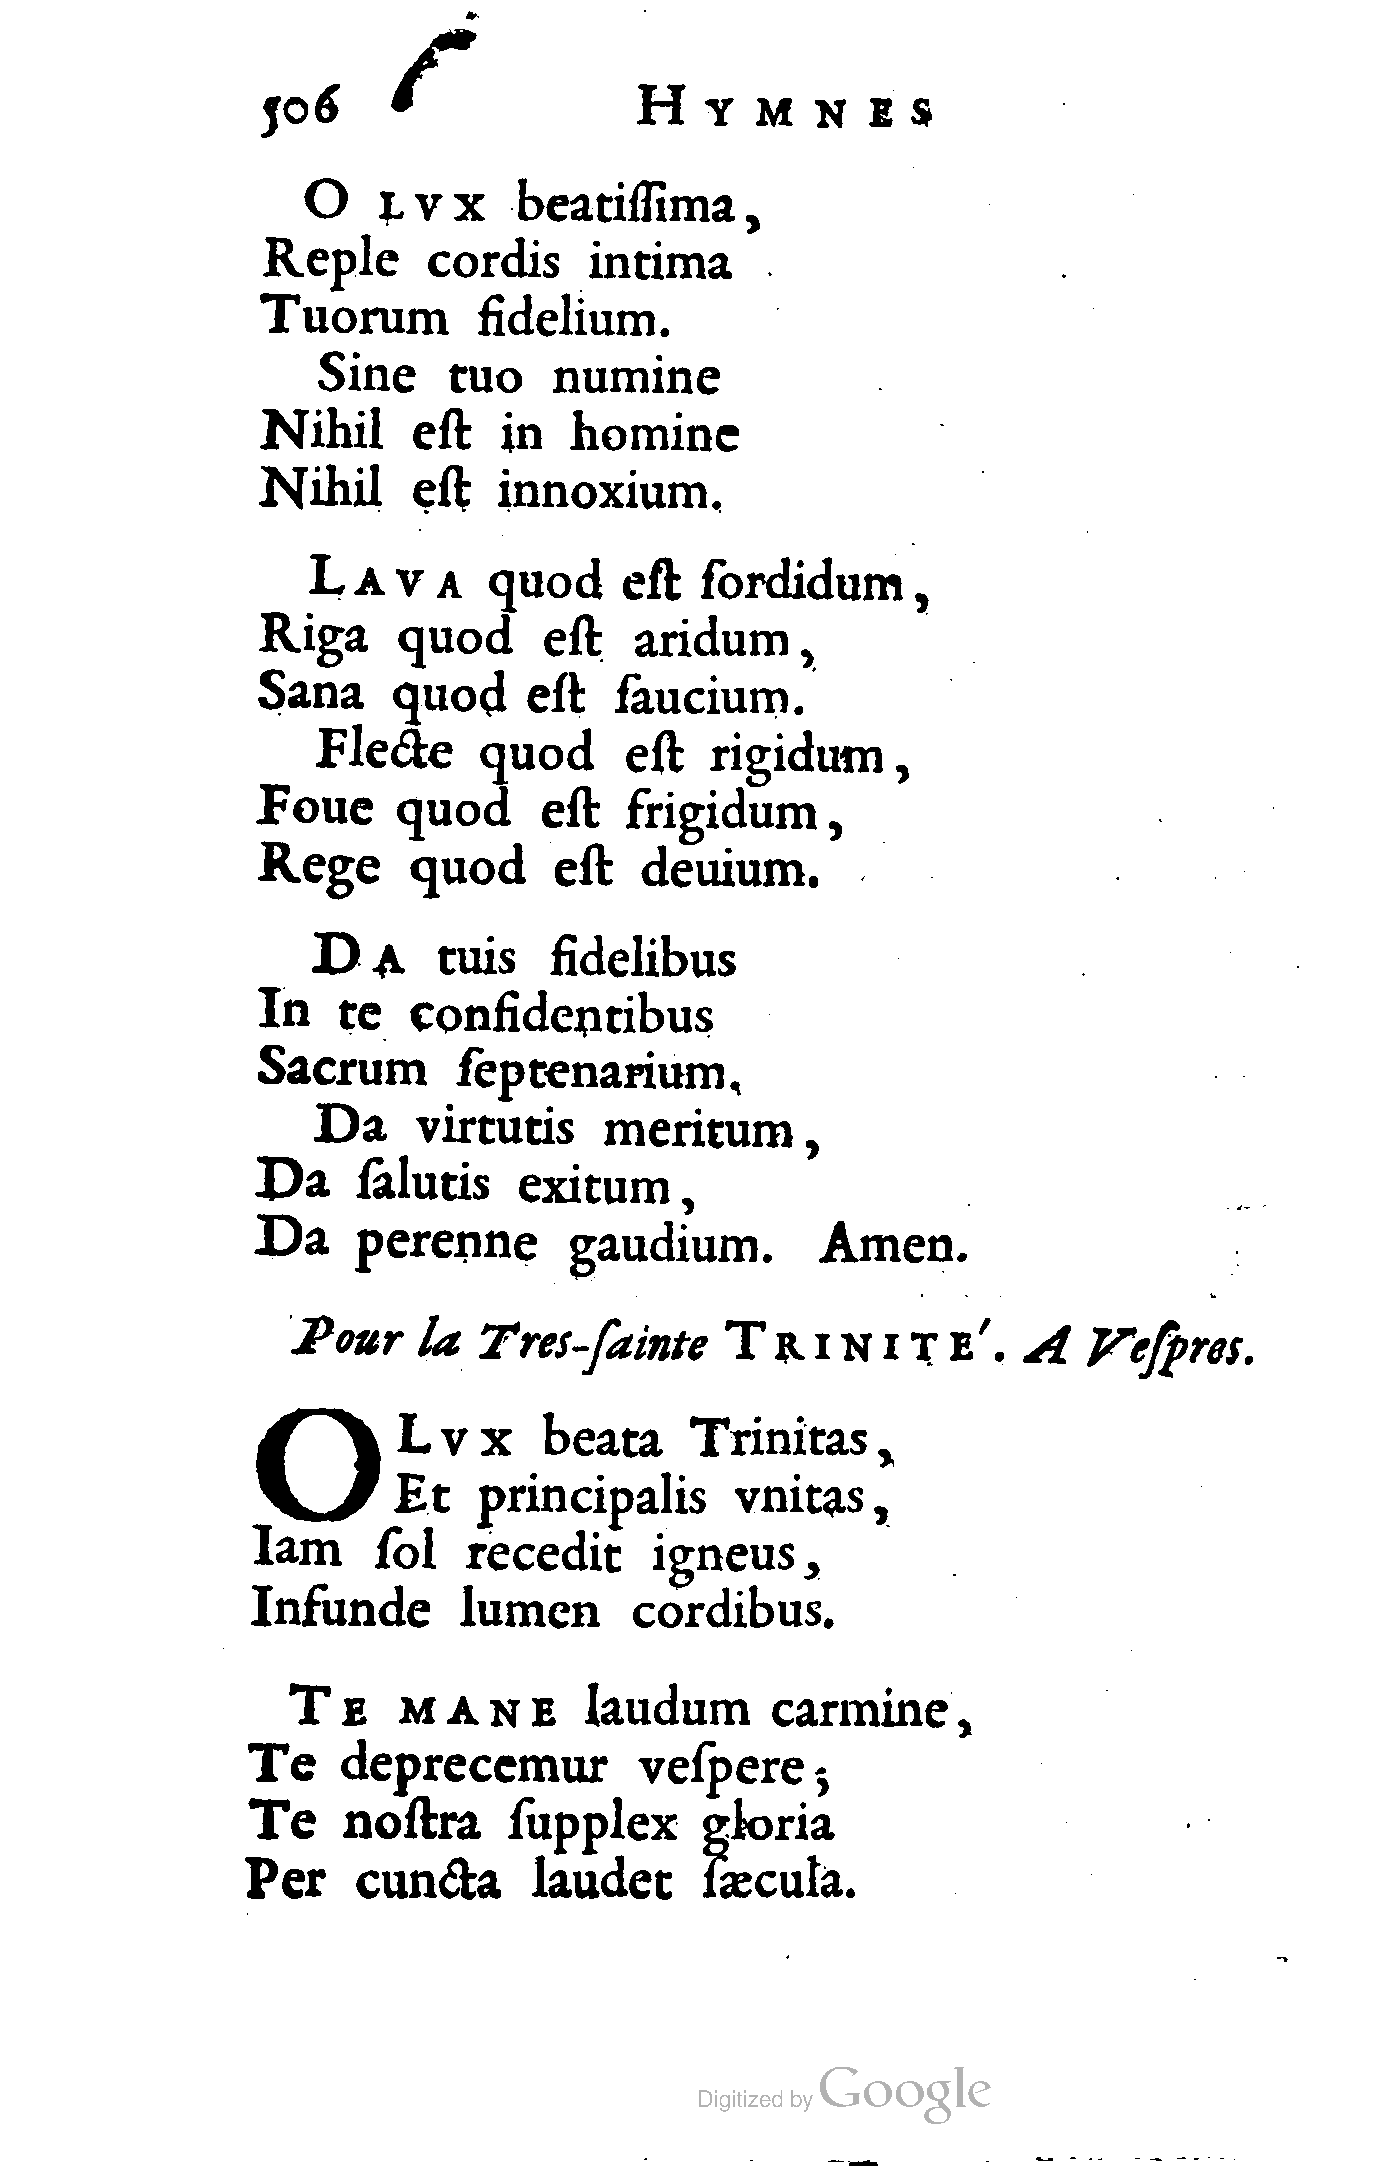 506 HYMNES
O LVX beatiſſima,
Reple cordis intima
Tuorum fidelium.
Sine tuo numine
Nihil eſt in homine
Nihil eſt innoxium.
LAVA quod eſt ſordidum,
Riga quod eſt aridum,
Sana quod eſt ſaucium.
Flecte quod eſt rigidum,
Foue quod eſt frigidum,
Rege quod eſt deuium.
DA tuis fidelibus
In te confidentibus
Sacrum ſeptenarium,
Da virtutis meritum,
Da ſalutis exitum,
Da perenne gaudium. Amen.
Pour la Tres-ſainte TRINITE'. A Veſpres.
O LVX beata Trinitas,
Et principalis vnitas,
Iam ſol recedit igneus,
Infunde lumen cordibus.
TE MANE laudum carmine,
Te deprecemur veſpere;
Te noſtra ſupplex gloria
Per cuncta laudet ſæcula.
Digitized by Google